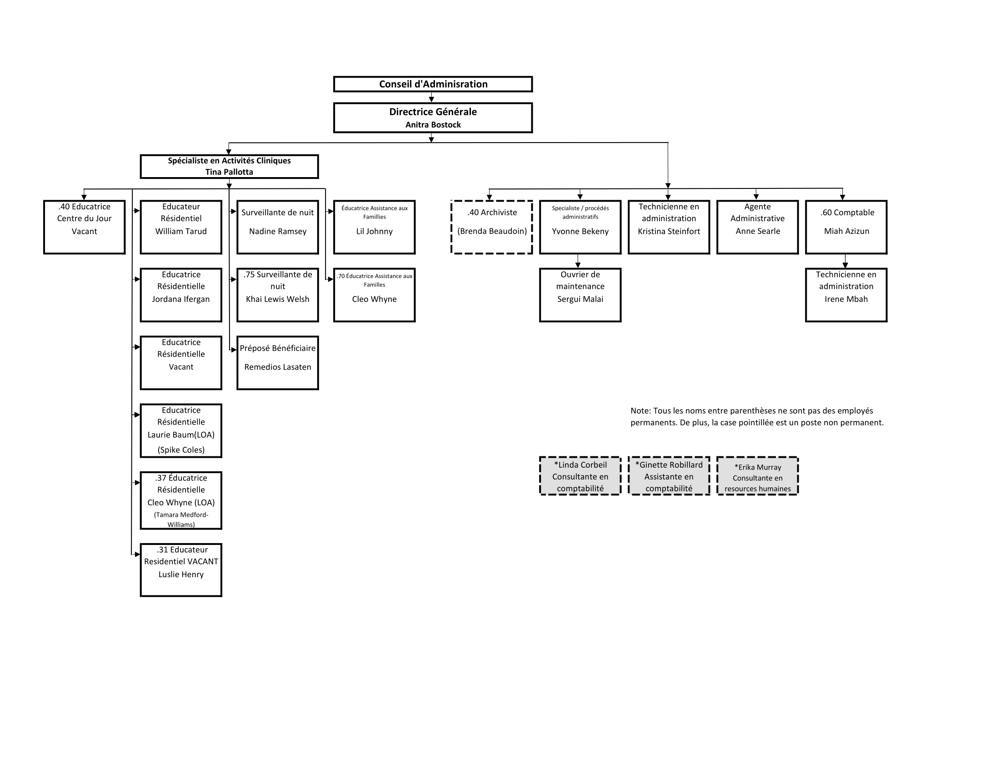 Conseil d'Adminisration
Directrice Générale
Anitra Bostock
Spécialiste en Activités Cliniques
Tina Pallotta
.40 Educatrice
Centre du Jour
Vacant
Educateur
Résidentiel
William Tarud
Surveillante de nuit
Nadine Ramsey
Éducatrice Assistance aux
Famillies
Lil Johnny
.40 Archiviste
(Brenda Beaudoin)
Specialiste / procédés
administratifs
Yvonne Bekeny
Technicienne en
administration
Kristina Steinfort
Agente
Administrative
Anne Searle
.60 Comptable
Miah Azizun
Educatrice
Résidentielle
Jordana Ifergan
.75 Surveillante de
nuit
Khai Lewis Welsh
.70 Éducatrice Assistance aux
Familles
Cleo Whyne
Ouvrier de
maintenance
Sergui Malai
Technicienne en
administration
Irene Mbah
Educatrice
Résidentielle
Vacant
Préposé Bénéficiaire
Remedios Lasaten
Educatrice
Résidentielle
Laurie Baum(LOA)
(Spike Coles)
Note: Tous les noms entre parenthèses ne sont pas des employés
permanents. De plus, la case pointillée est un poste non permanent.
*Linda Corbeil
Consultante en
comptabilité
*Ginette Robillard
Assistante en
comptabilité
*Erika Murray
Consultante en
resources humaines
.37 Éducatrice
Résidentielle
Cleo Whyne (LOA)
(Tamara Medford-
Williams)
.31 Educateur
Residentiel VACANT
Luslie Henry